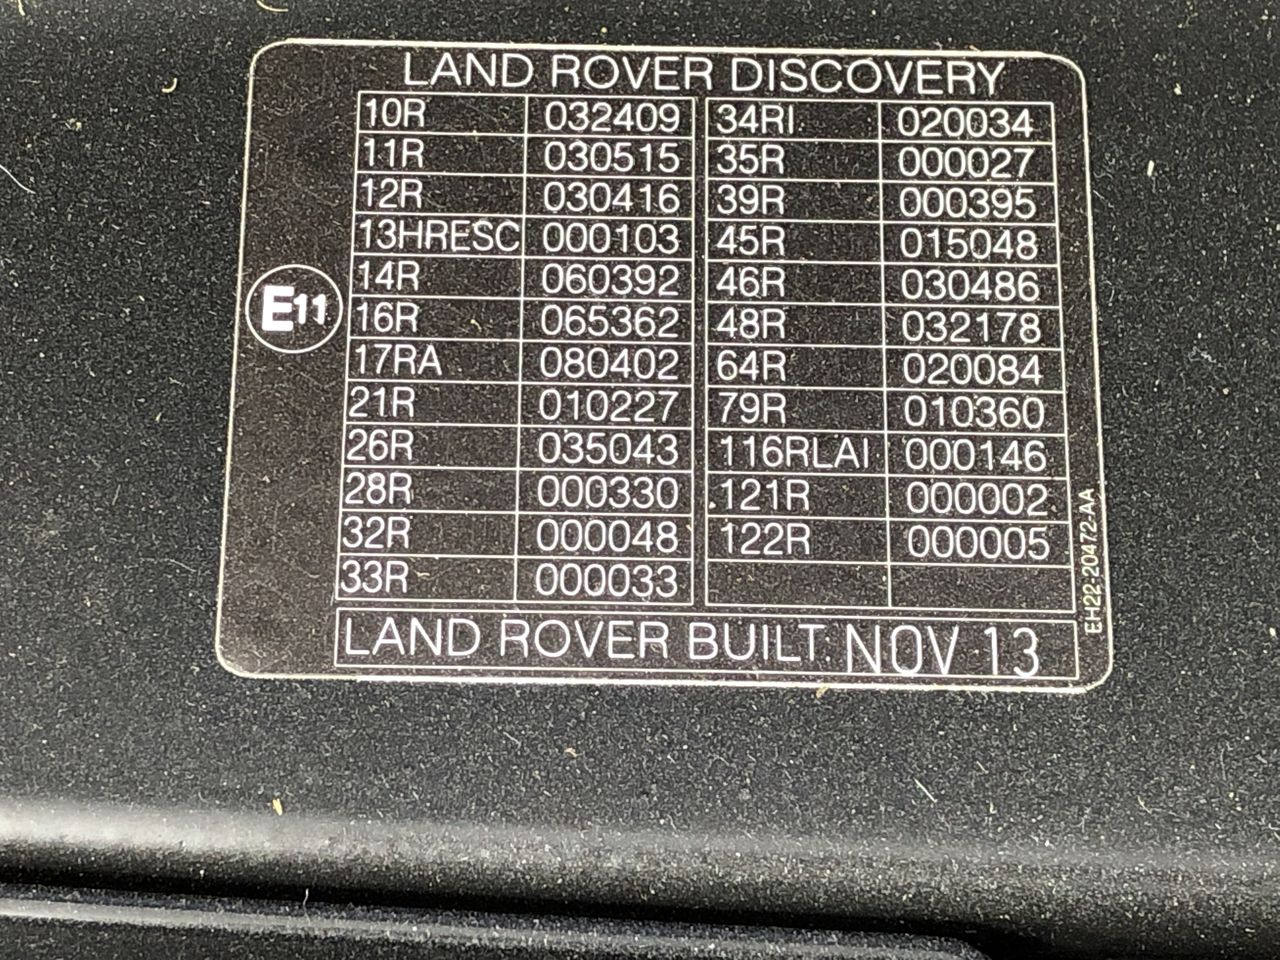 LAND ROVER DISCOVERY
10R 032409 34RI 020034
11R 030515 35R 000027
12R 030416 39R 000395
13HRESC 000103 45R 015048
14R 060392 46R 030486
16R 065362 48R 032178
17RA 080402 64R 020084
21R 010227 79R 010360
26R 035043 116RLAI 000146
28R 000330 121R 000002
32R 000048 122R 000005
33R 000033
E11
LAND ROVER BUILT: NOV 13
EH22-20472-AA